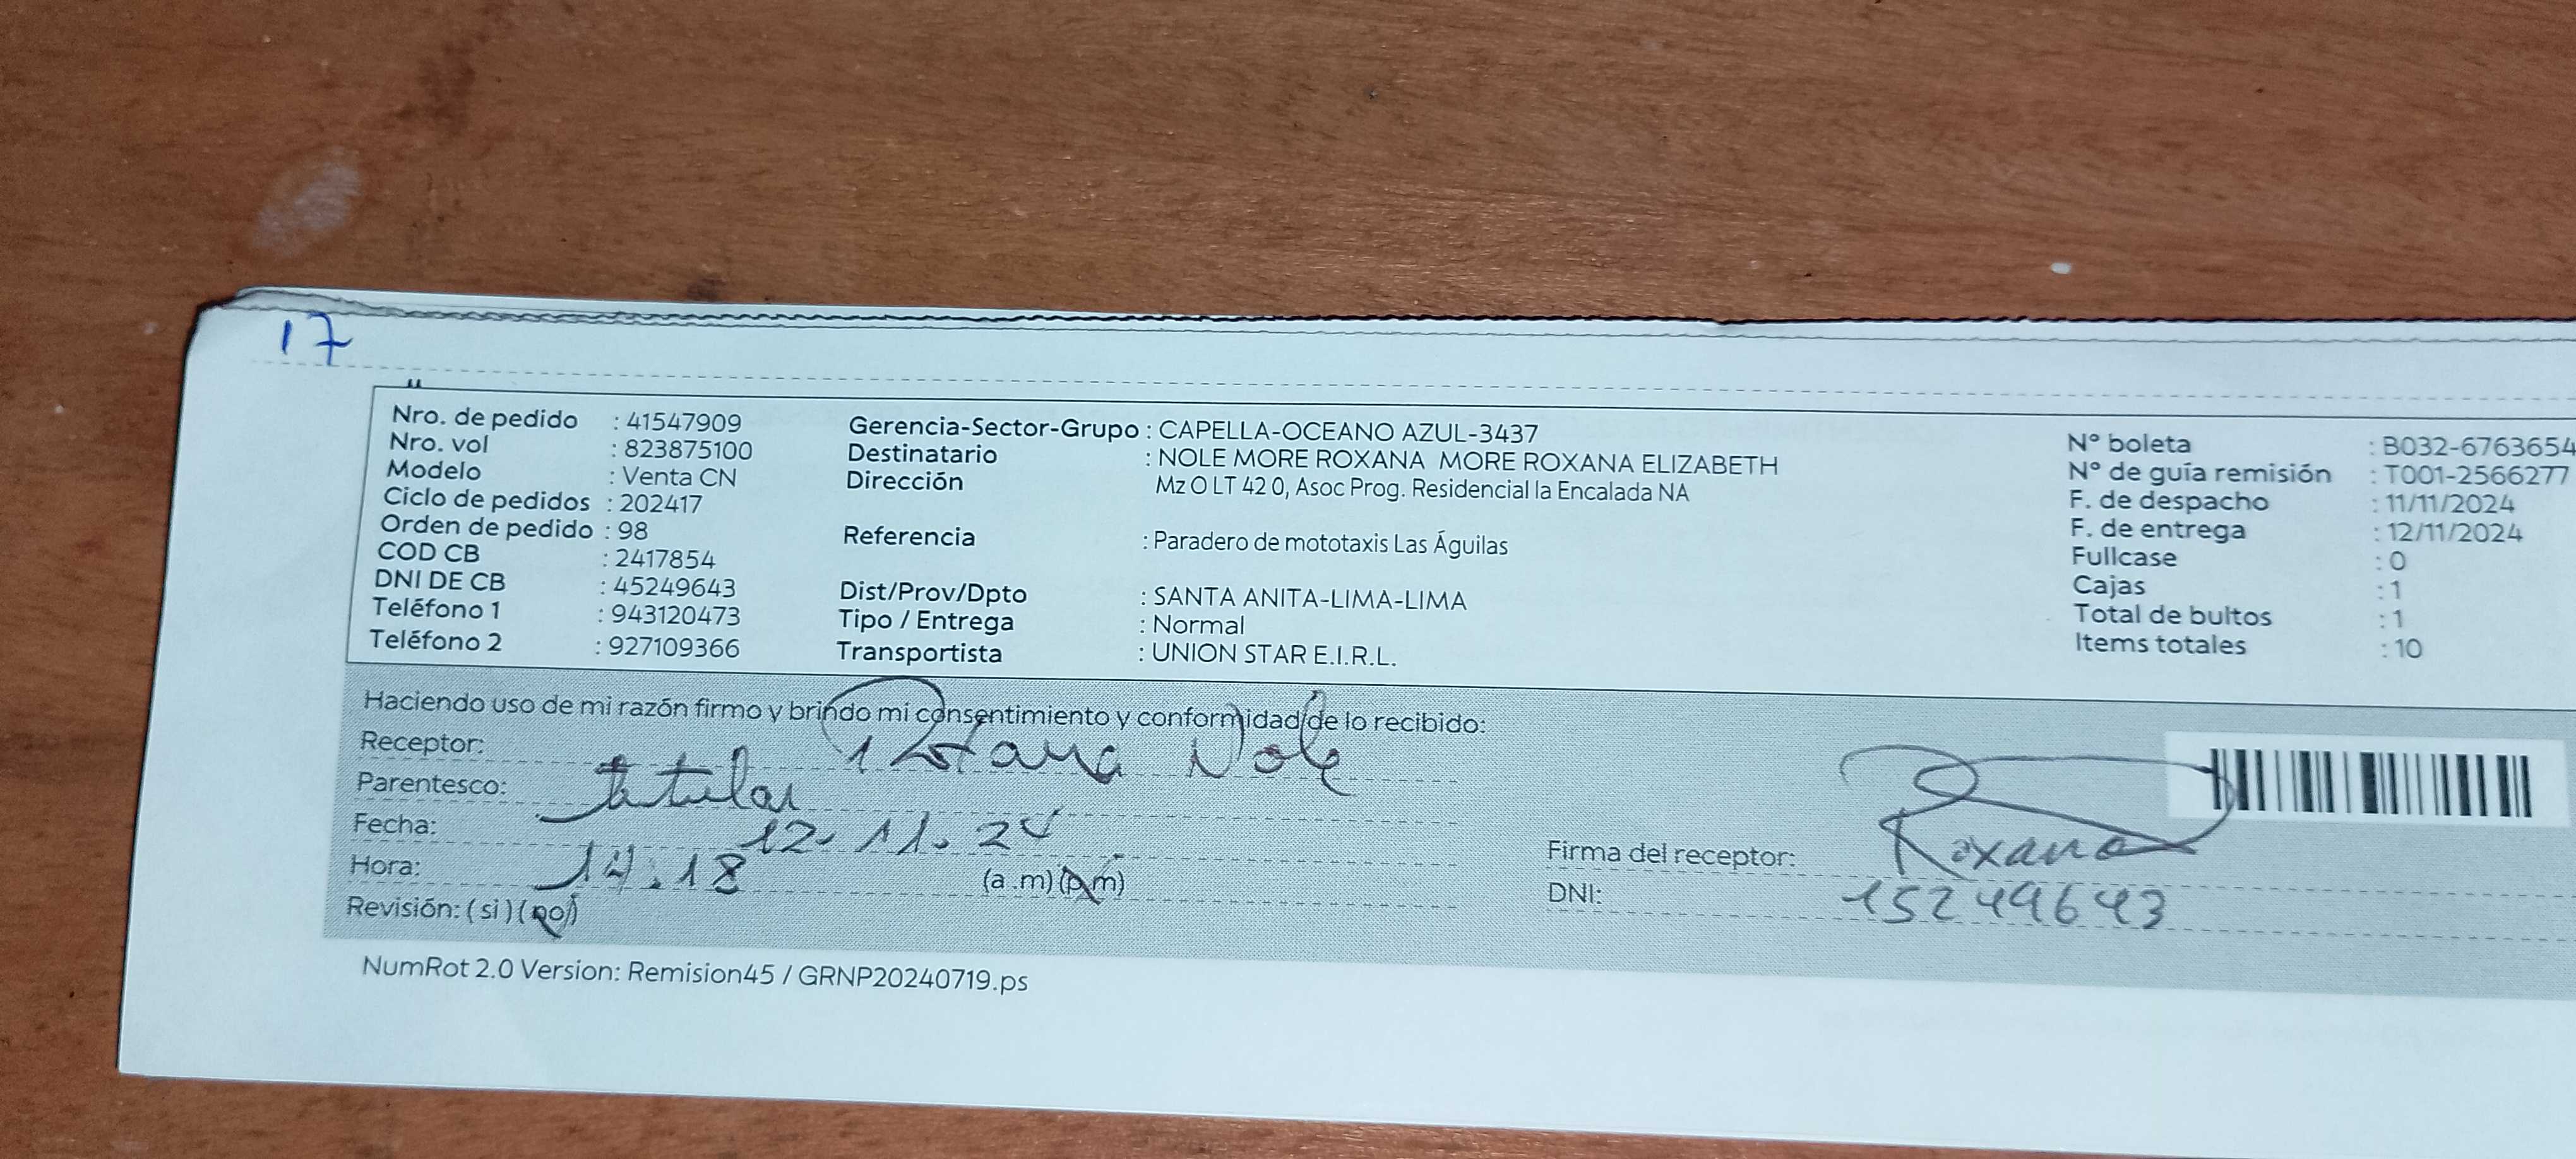 17
Nro. de pedido : 41547909
Nro. vol : 823875100
Modelo : Venta CN
Ciclo de pedidos : 202417
Orden de pedido : 98
COD CB : 2417854
DNI DE CB : 45249643
Teléfono 1 : 943120473
Teléfono 2 : 927109366
Gerencia-Sector-Grupo : CAPELLA-OCEANO AZUL-3437
Destinatario : NOLE MORE ROXANA MORE ROXANA ELIZABETH
Dirección Mz O LT 42 0, Asoc Prog. Residencial la Encalada NA
Referencia : Paradero de mototaxis Las Águilas
Dist/Prov/Dpto : SANTA ANITA-LIMA-LIMA
Tipo / Entrega : Normal
Transportista : UNION STAR E.I.R.L.
N° boleta : B032-6763654
N° de guía remisión : T001-2566277
F. de despacho : 11/11/2024
F. de entrega : 12/11/2024
Fullcase : 0
Cajas : 1
Total de bultos : 1
Items totales : 10
Haciendo uso de mi razón firmo y brindo mi consentimiento y conformidad de lo recibido:
Receptor: Roxana Nole
Parentesco: titular
Fecha: 12.11.24
Hora: 14.18 (a.m) (p.m)
Revisión: (si) (no)
Firma del receptor: Roxana
DNI: 15249643
NumRot 2.0 Version: Remision45 / GRNP20240719.ps